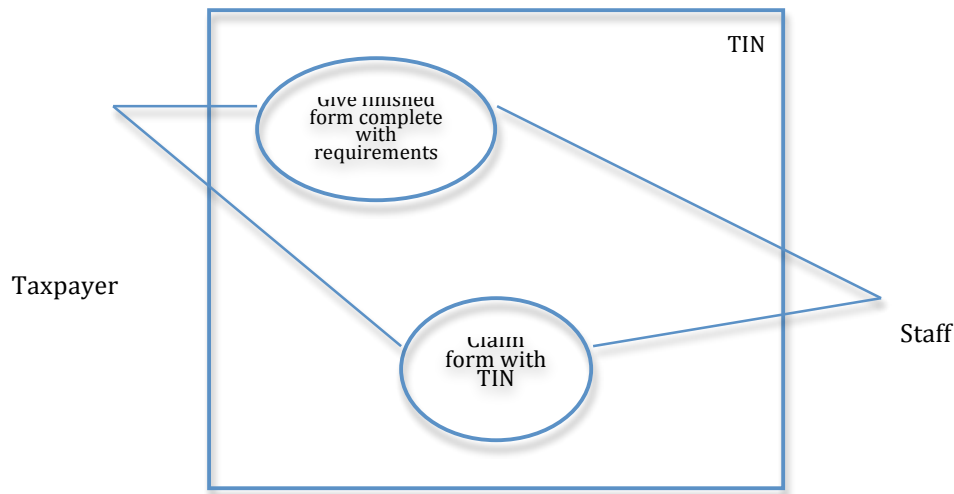 TIN
Give finished
form complete
with
requirements
Taxpayer
Claim
form with
TIN
Staff